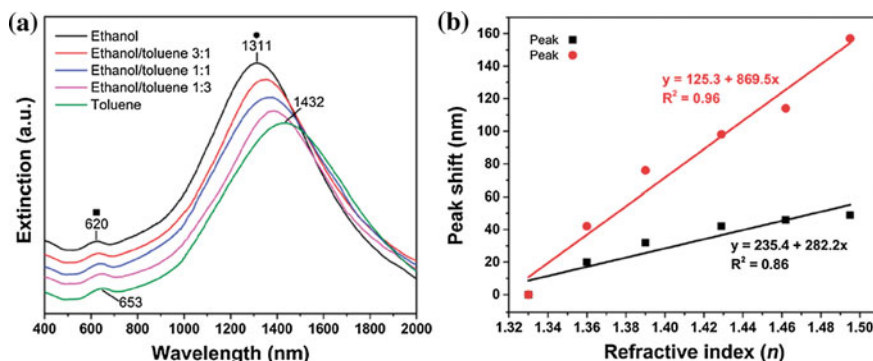 (a)
Ethanol
Ethanol/toluene 3:1
Ethanol/toluene 1:1
Ethanol/toluene 1:3
Toluene
1311
1432
620
653
Extinction (a.u.)
400 600 800 1000 1200 1400 1600 1800 2000
Wavelength (nm)
(b)
Peak
Peak
y = 125.3 + 869.5x
R² = 0.96
y = 235.4 + 282.2x
R² = 0.86
Peak shift (nm)
160
140
120
100
80
60
40
20
0
1.32 1.34 1.36 1.38 1.40 1.42 1.44 1.46 1.48 1.50
Refractive index (n)